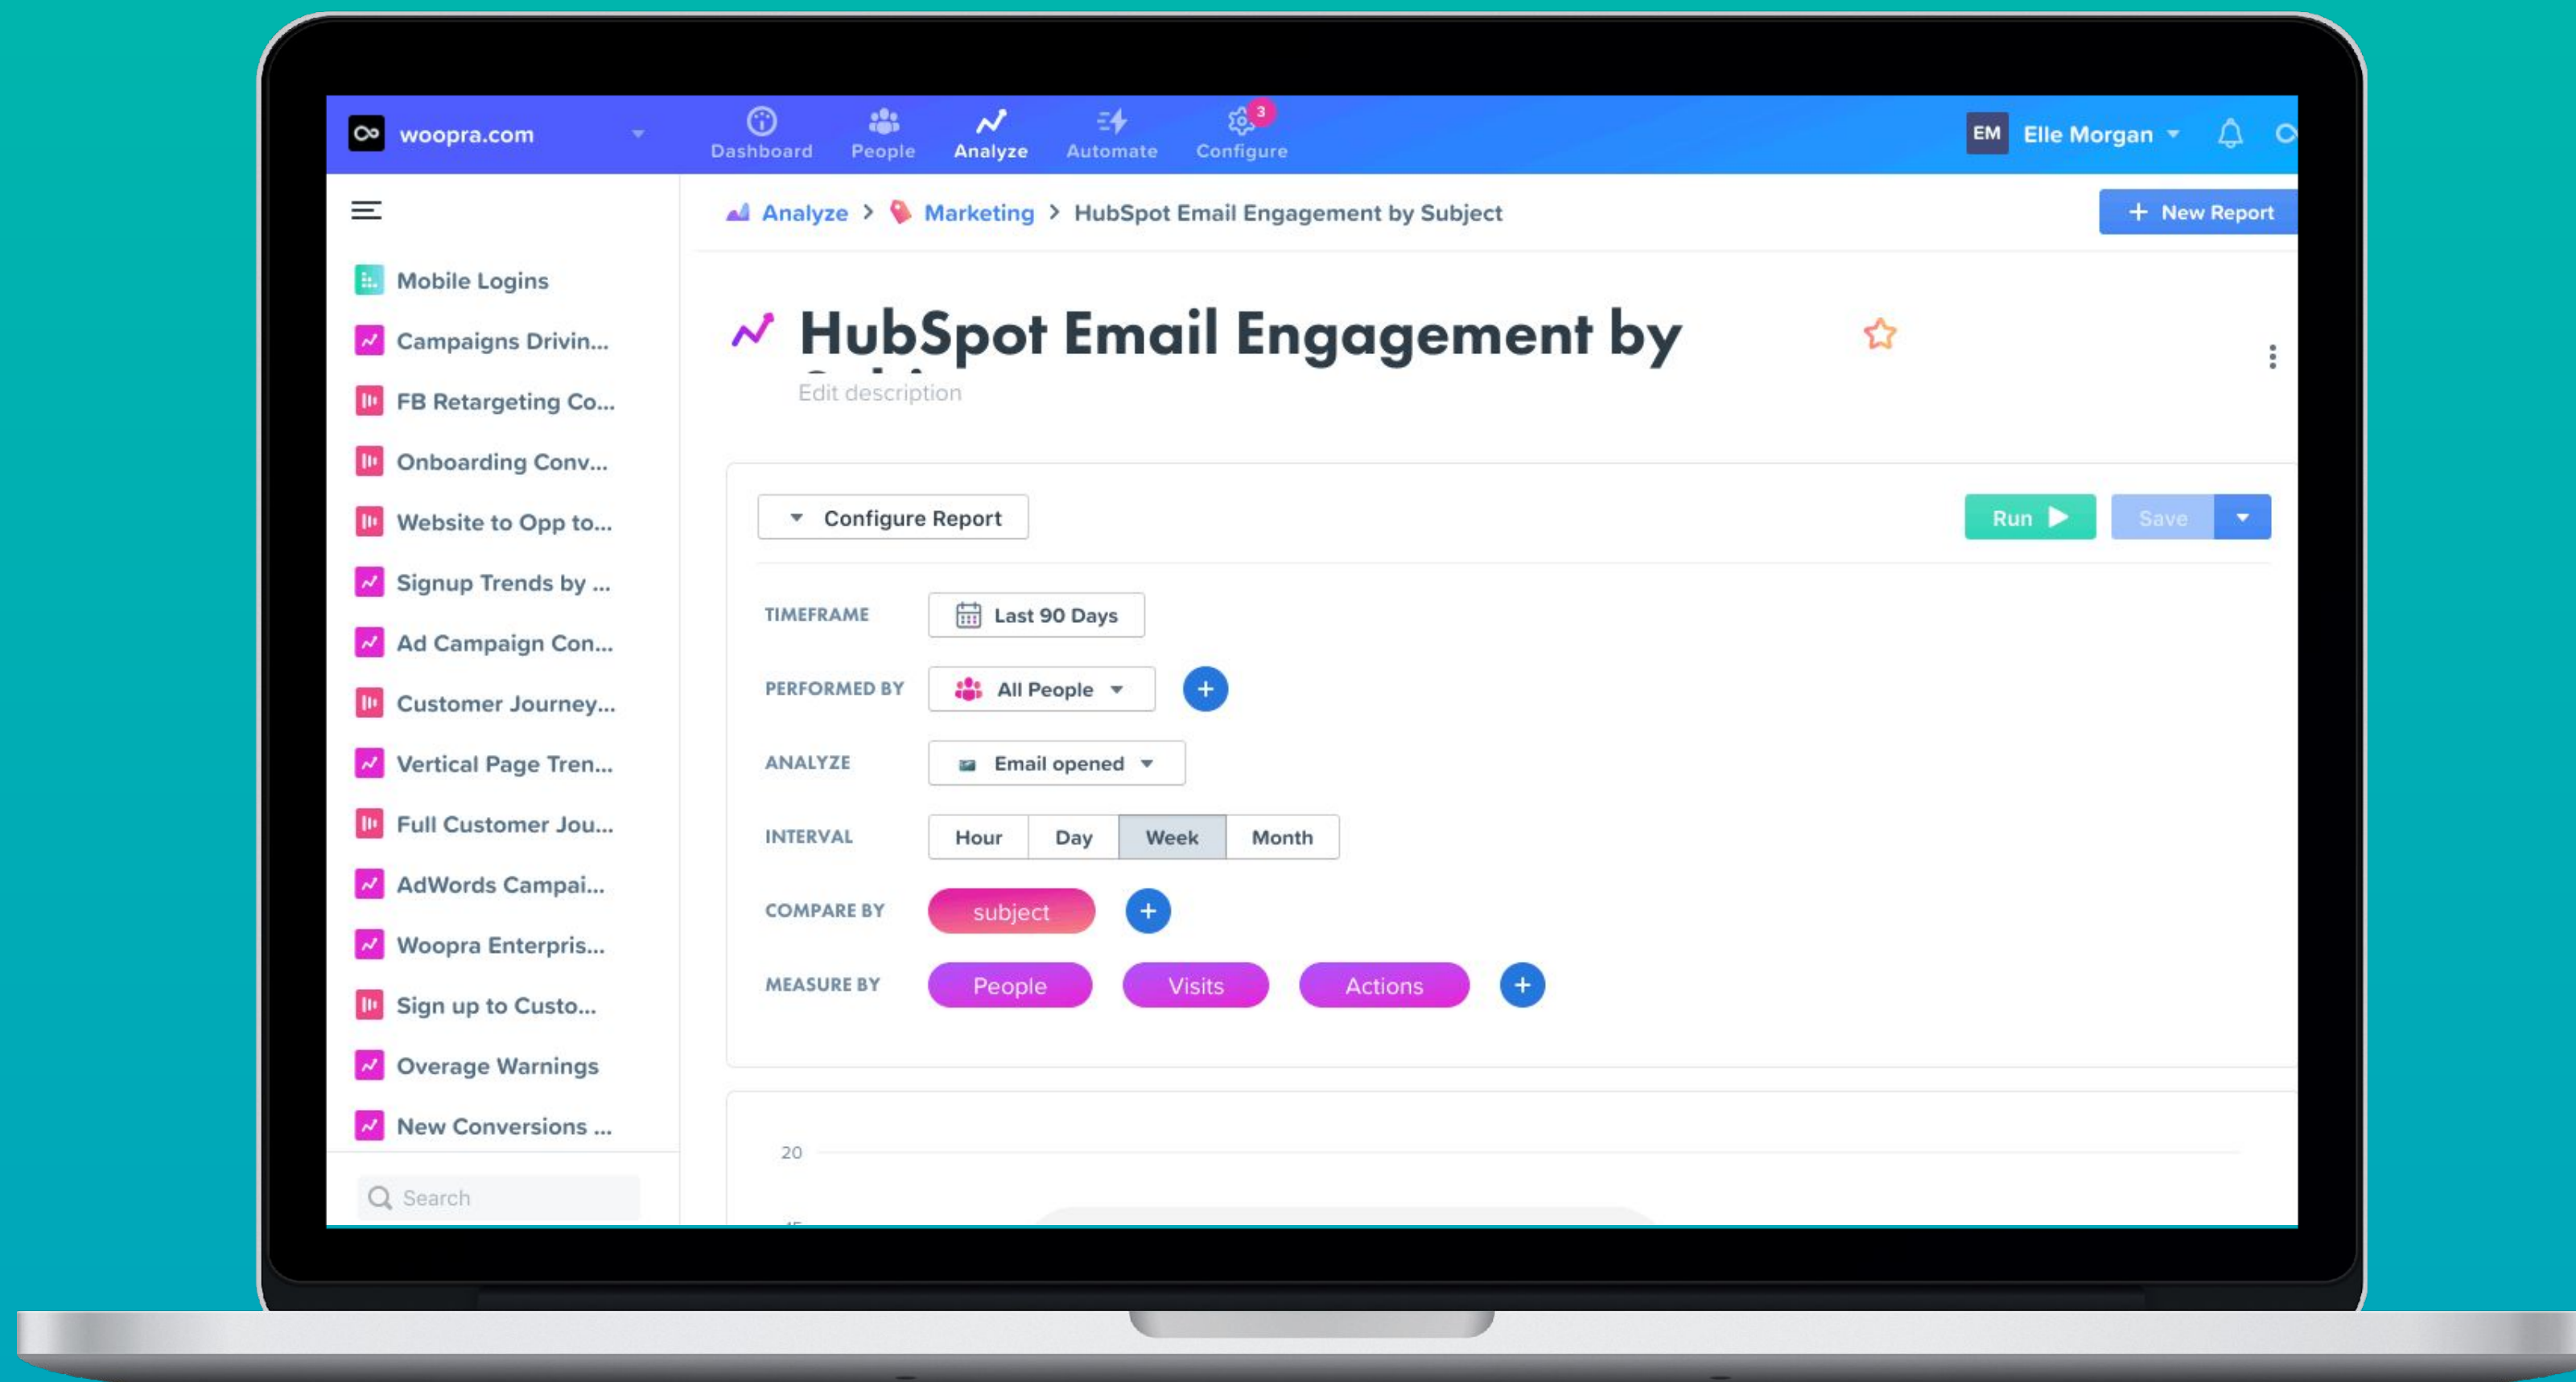 woopra.com
Dashboard People Analyze Automate Configure 3
EM Elle Morgan
Analyze > Marketing > HubSpot Email Engagement by Subject
+ New Report
Mobile Logins
Campaigns Drivin...
FB Retargeting Co...
Onboarding Conv...
Website to Opp to...
Signup Trends by ...
Ad Campaign Con...
Customer Journey...
Vertical Page Tren...
Full Customer Jou...
AdWords Campai...
Woopra Enterpris...
Sign up to Custo...
Overage Warnings
New Conversions ...
Search
HubSpot Email Engagement by
Edit description
Configure Report
Run
Save
TIMEFRAME Last 90 Days
PERFORMED BY All People +
ANALYZE Email opened
INTERVAL Hour Day Week Month
COMPARE BY subject +
MEASURE BY People Visits Actions +
20